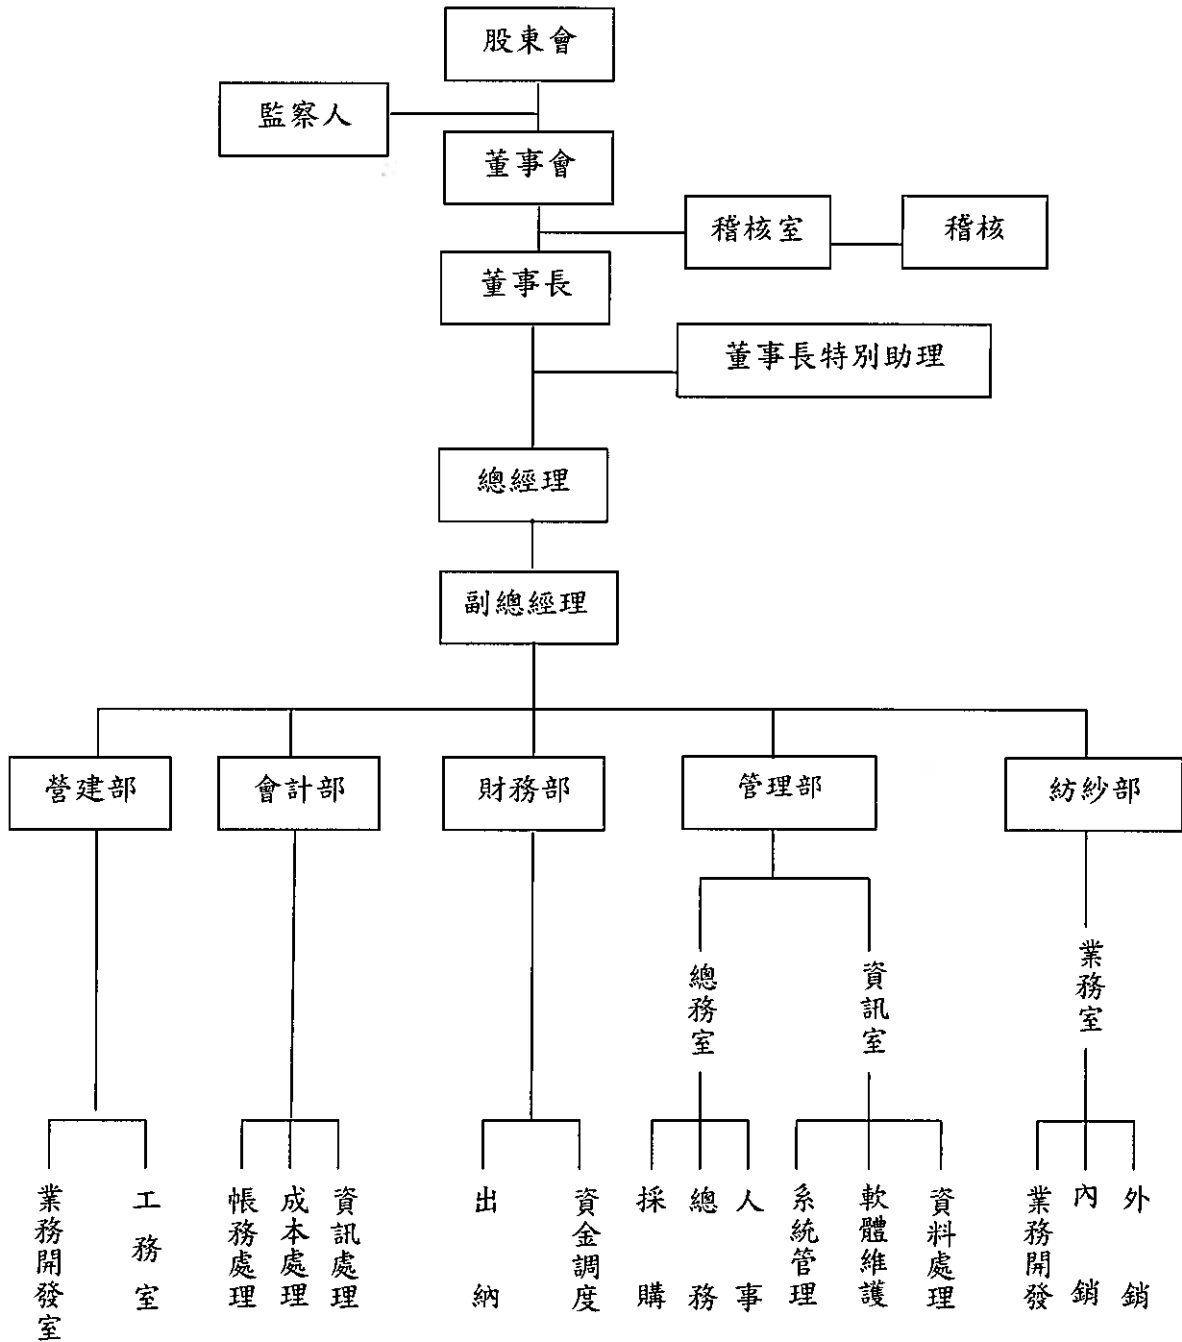 股東會
監察人
董事會
稽核室
稽核
董事長
董事長特別助理
總經理
副總經理
營建部
會計部
財務部
管理部
紡紗部
總務室
資訊室
業務室
業務開發室
工務室
帳務處理
成本處理
資訊處理
出納
資金調度
採購
總務
人事
系統管理
軟體維護
資料處理
業務開發
內銷
外銷